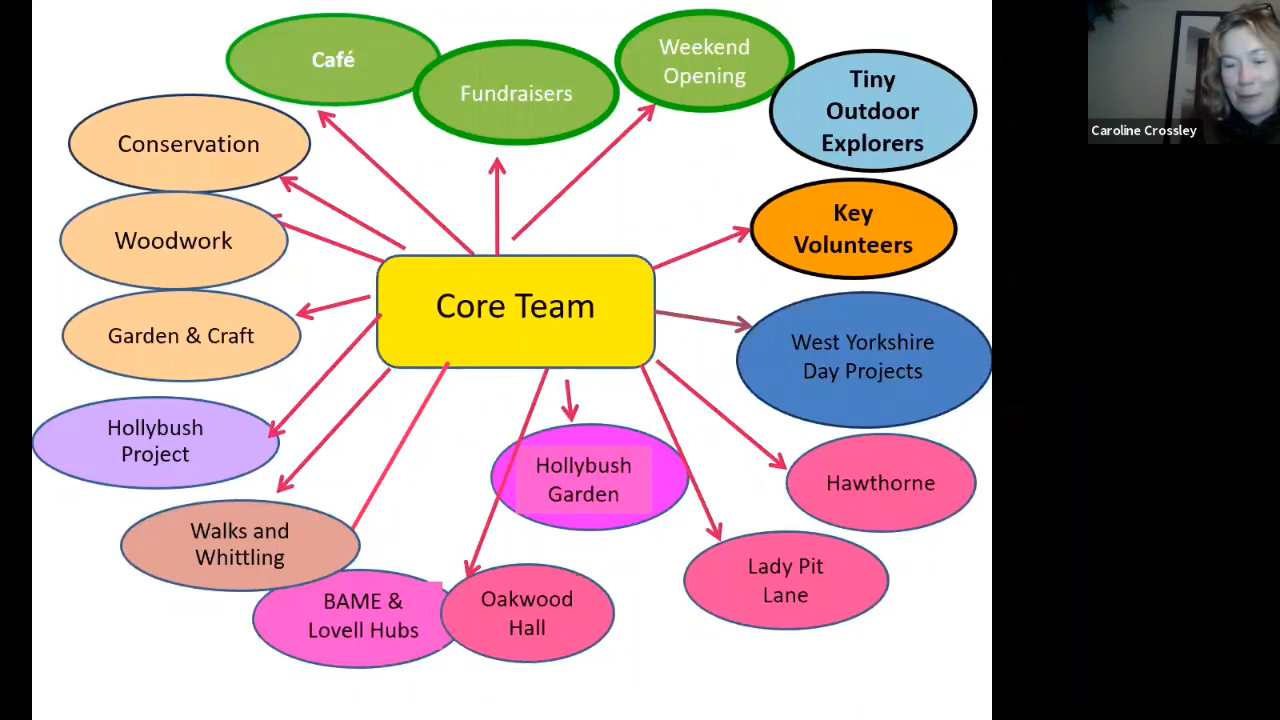 Café
Fundraisers
Weekend
Opening
Tiny
Outdoor
Explorers
Caroline Crossley
Conservation
Woodwork
Key
Volunteers
Core Team
Garden & Craft
West Yorkshire
Day Projects
Hollybush
Project
Hollybush
Garden
Hawthorne
Walks and
Whittling
Lady Pit
Lane
BAME &
Lovell Hubs
Oakwood
Hall